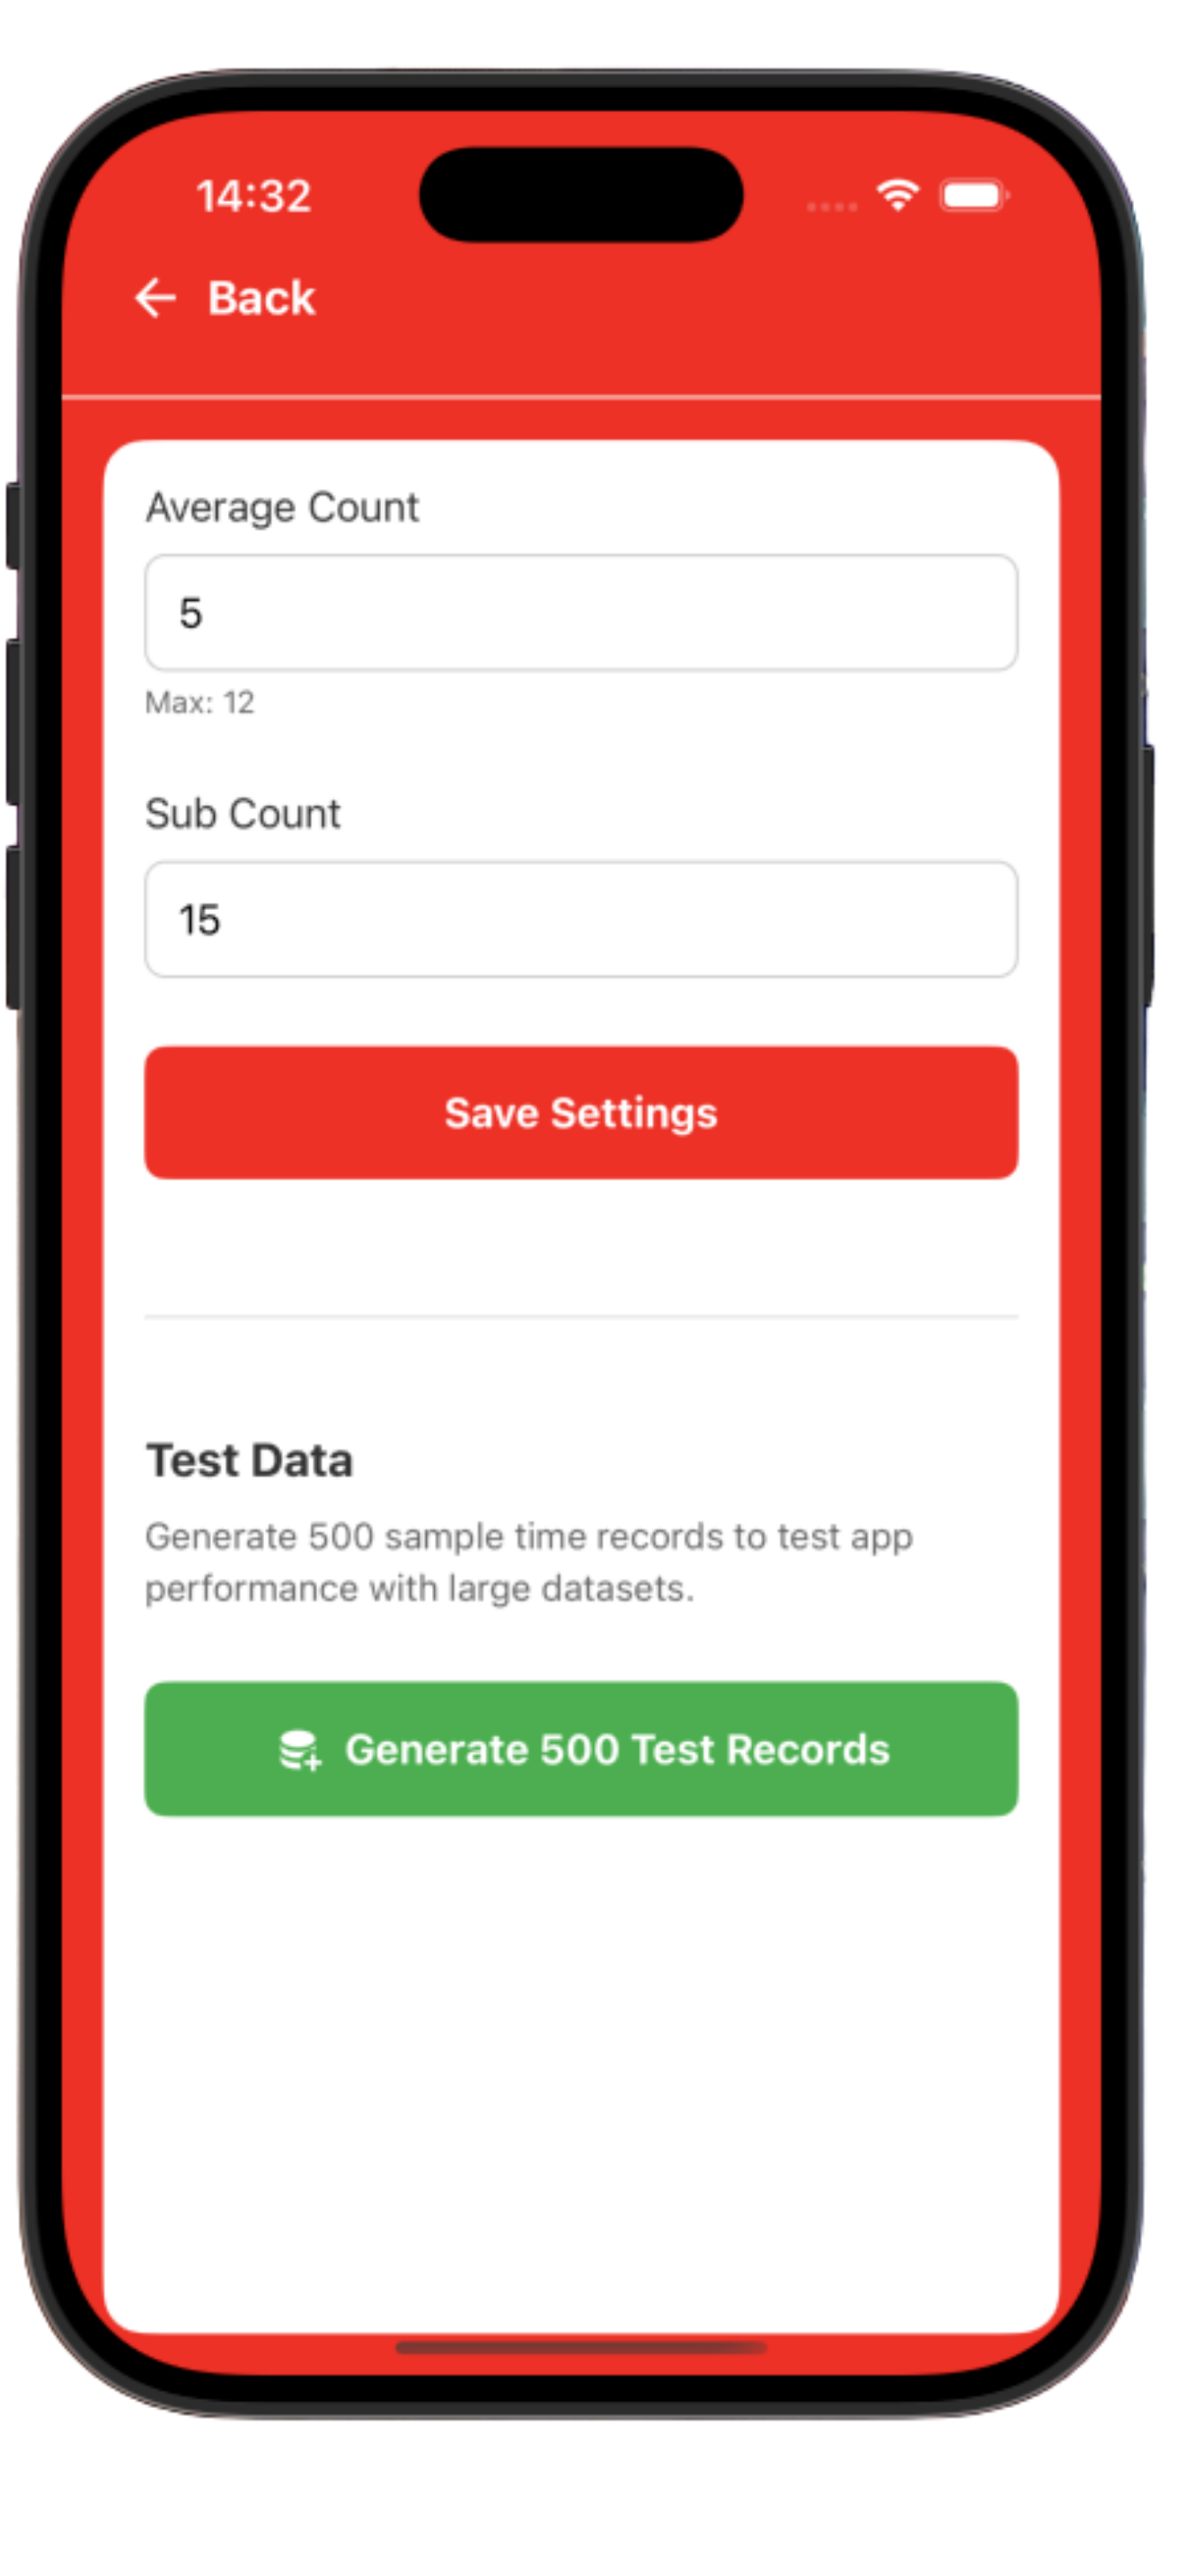 14:32
Back
Average Count
5
Max: 12
Sub Count
15
Save Settings
Test Data
Generate 500 sample time records to test app
performance with large datasets.
Generate 500 Test Records